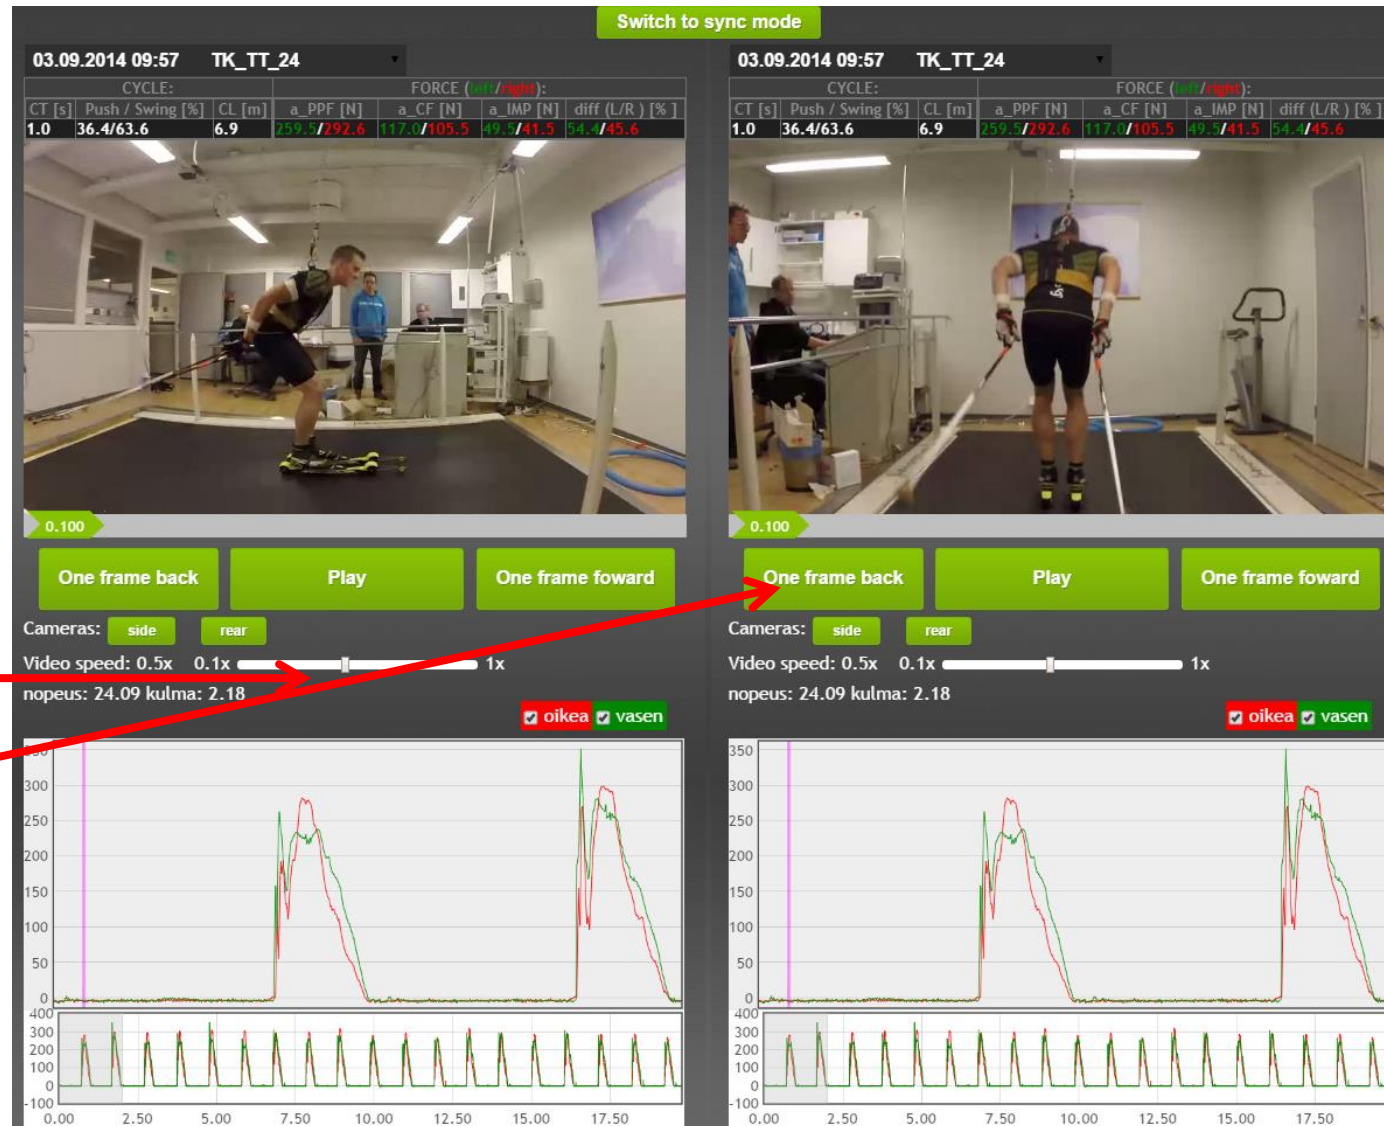 Switch to sync mode
03.09.2014 09:57 TK_TT_24
CYCLE: FORCE (left/right):
CT [s] Push / Swing [%] CL [m] a_PPF [N] a_CF [N] a_IMP [N] diff (L/R ) [% ]
1.0 36.4/63.6 6.9 259.5/292.6 117.0/105.5 49.5/41.5 54.4/45.6
0.100
One frame back Play One frame foward
Cameras: side rear
Video speed: 0.5x 0.1x 1x
nopeus: 24.09 kulma: 2.18
oikea vasen
350
300
250
200
150
100
50
0
400
300
200
100
0
-100
0.00 2.50 5.00 7.50 10.00 12.50 15.00 17.50
03.09.2014 09:57 TK_TT_24
CYCLE: FORCE (left/right):
CT [s] Push / Swing [%] CL [m] a_PPF [N] a_CF [N] a_IMP [N] diff (L/R ) [% ]
1.0 36.4/63.6 6.9 259.5/292.6 117.0/105.5 49.5/41.5 54.4/45.6
0.100
One frame back Play One frame foward
Cameras: side rear
Video speed: 0.5x 0.1x 1x
nopeus: 24.09 kulma: 2.18
oikea vasen
350
300
250
200
150
100
50
0
400
300
200
100
0
-100
0.00 2.50 5.00 7.50 10.00 12.50 15.00 17.50